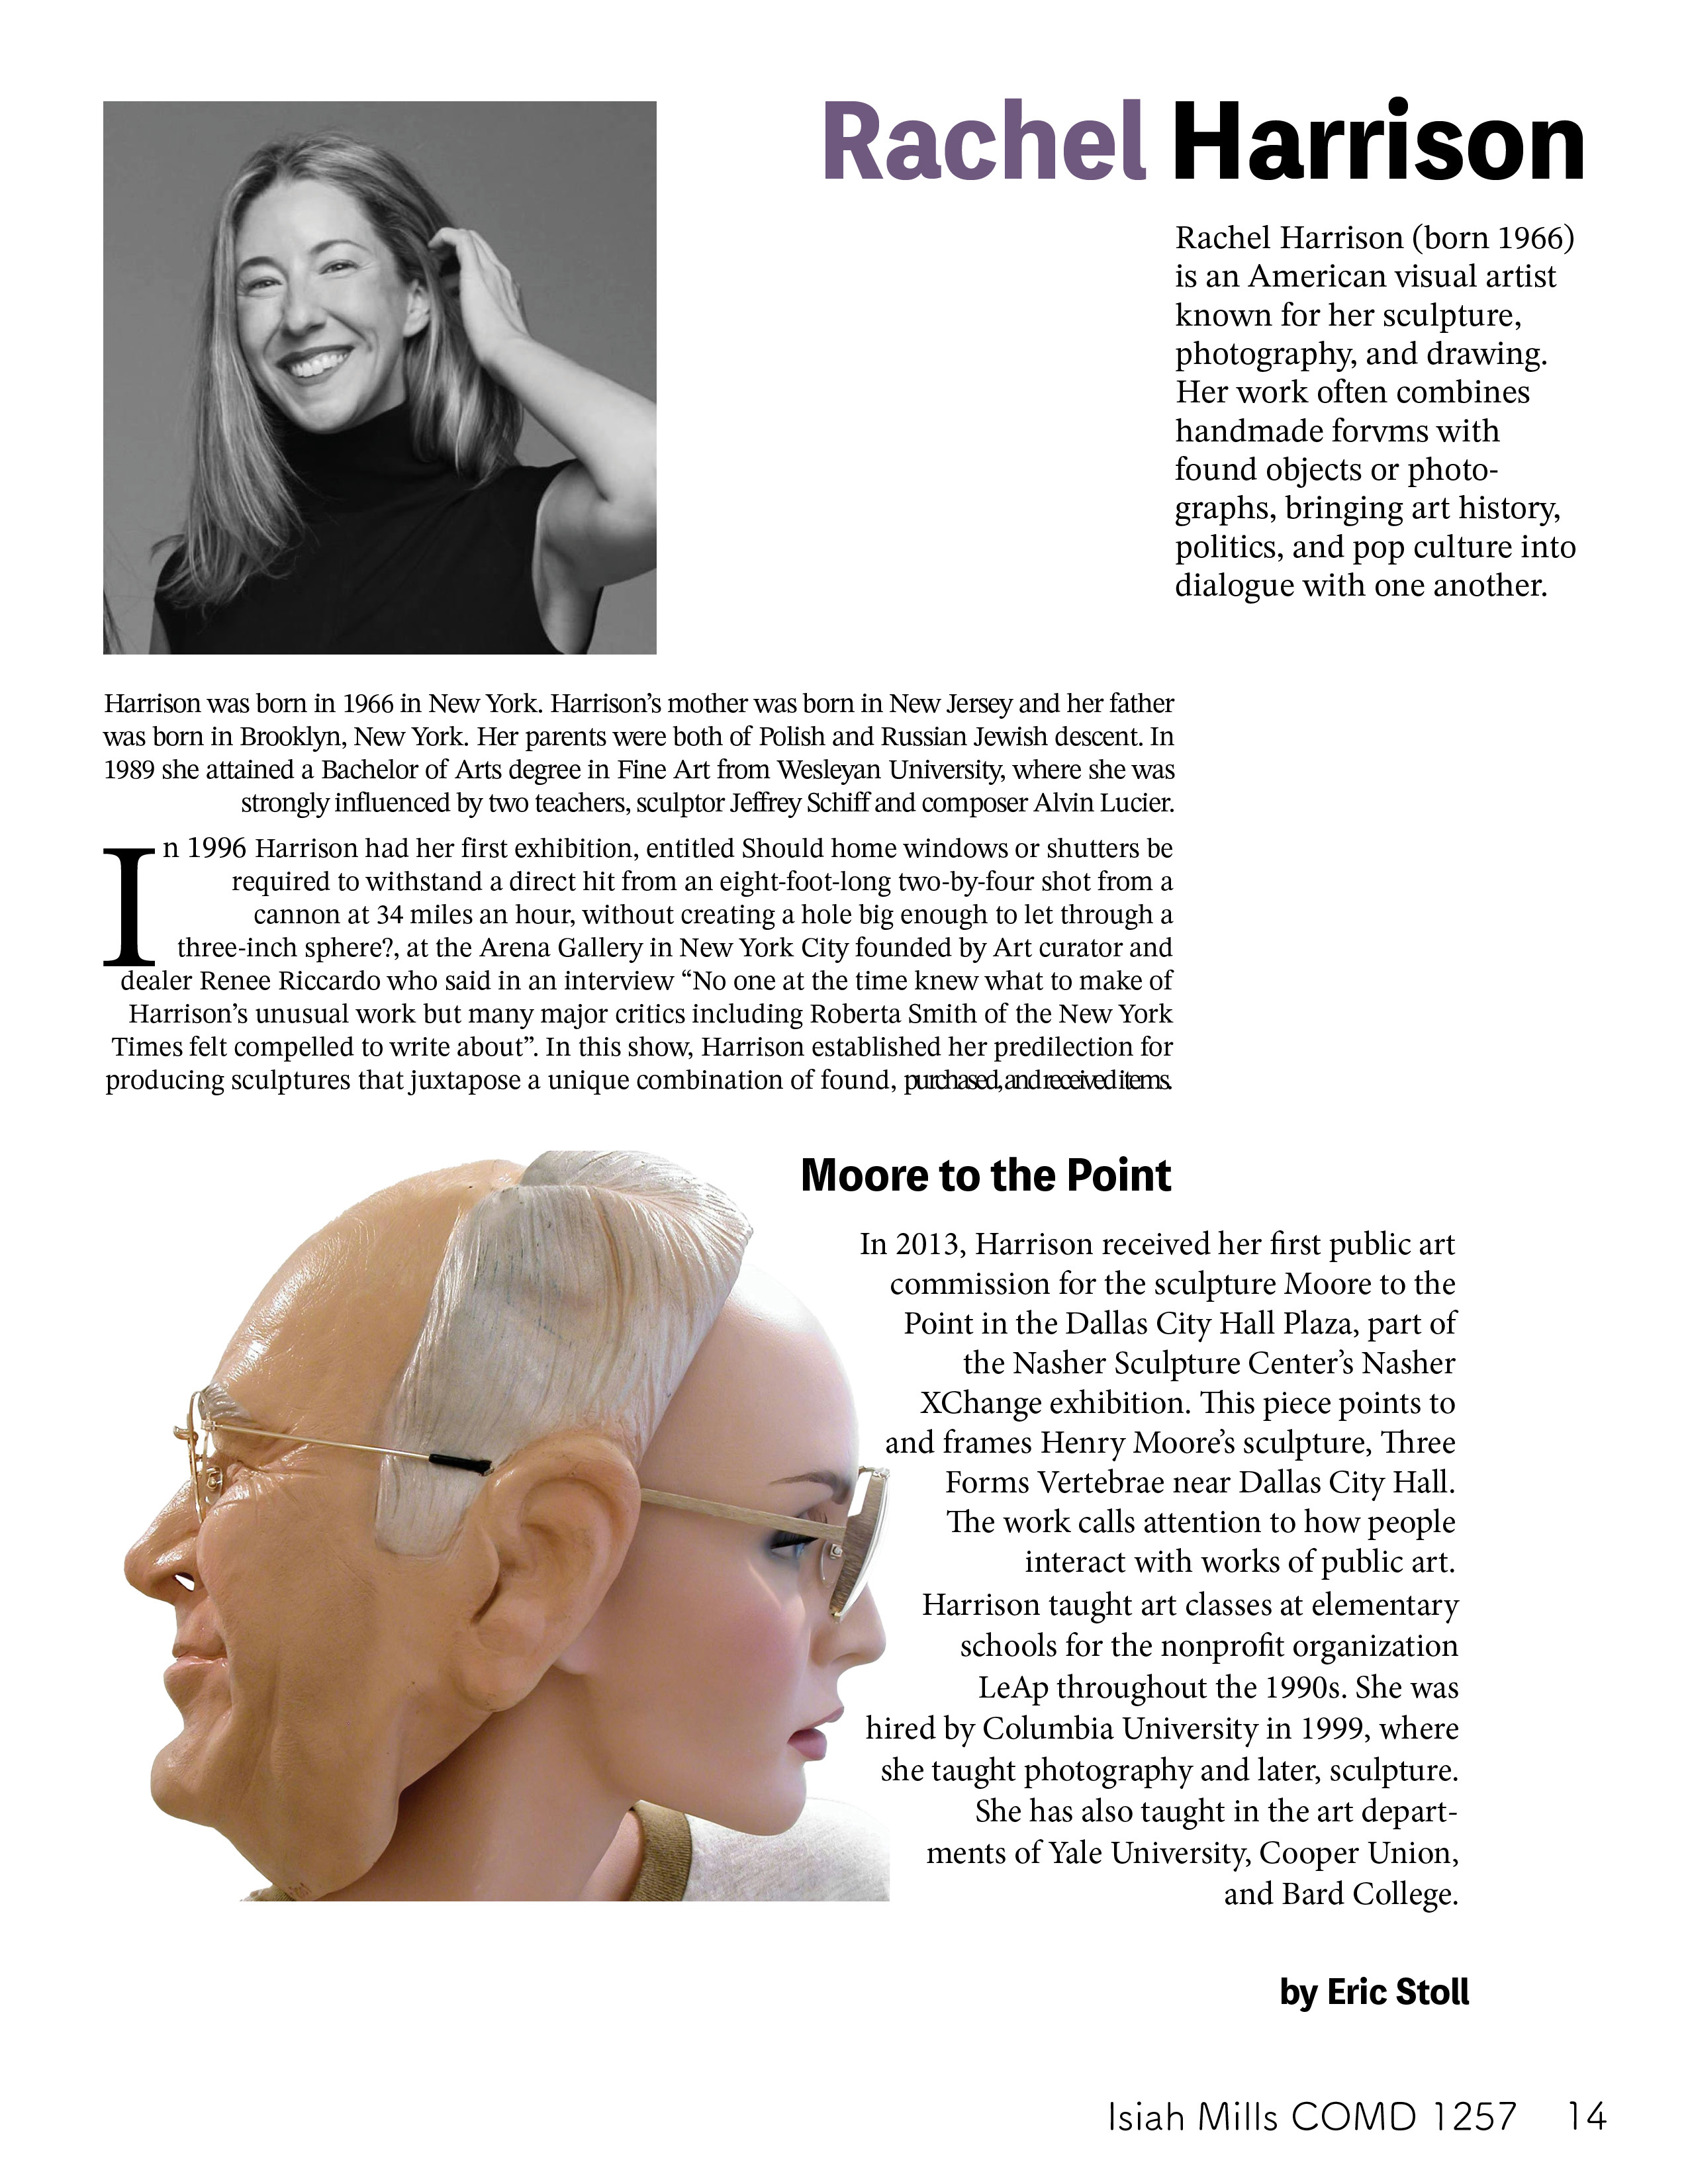 Rachel Harrison
Rachel Harrison (born 1966)
is an American visual artist
known for her sculpture,
photography, and drawing.
Her work often combines
handmade forvms with
found objects or photo-
graphs, bringing art history,
politics, and pop culture into
dialogue with one another.
Harrison was born in 1966 in New York. Harrison’s mother was born in New Jersey and her father
was born in Brooklyn, New York. Her parents were both of Polish and Russian Jewish descent. In
1989 she attained a Bachelor of Arts degree in Fine Art from Wesleyan University, where she was
strongly influenced by two teachers, sculptor Jeffrey Schiff and composer Alvin Lucier.
In 1996 Harrison had her first exhibition, entitled Should home windows or shutters be
required to withstand a direct hit from an eight-foot-long two-by-four shot from a
cannon at 34 miles an hour, without creating a hole big enough to let through a
three-inch sphere?, at the Arena Gallery in New York City founded by Art curator and
dealer Renee Riccardo who said in an interview “No one at the time knew what to make of
Harrison’s unusual work but many major critics including Roberta Smith of the New York
Times felt compelled to write about”. In this show, Harrison established her predilection for
producing sculptures that juxtapose a unique combination of found, purchased, and received items.
Moore to the Point
In 2013, Harrison received her first public art
commission for the sculpture Moore to the
Point in the Dallas City Hall Plaza, part of
the Nasher Sculpture Center’s Nasher
XChange exhibition. This piece points to
and frames Henry Moore’s sculpture, Three
Forms Vertebrae near Dallas City Hall.
The work calls attention to how people
interact with works of public art.
Harrison taught art classes at elementary
schools for the nonprofit organization
LeAp throughout the 1990s. She was
hired by Columbia University in 1999, where
she taught photography and later, sculpture.
She has also taught in the art depart-
ments of Yale University, Cooper Union,
and Bard College.
by Eric Stoll
Isiah Mills COMD 1257 14